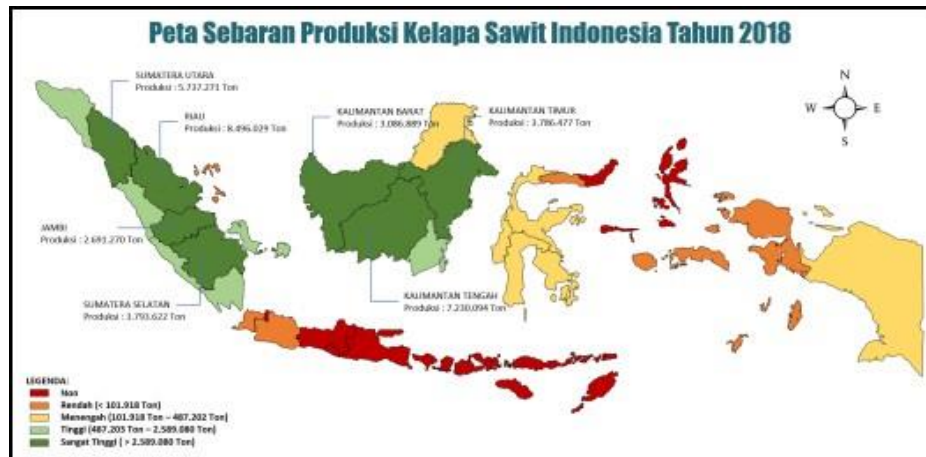 Peta Sebaran Produksi Kelapa Sawit Indonesia Tahun 2018
SUMATERA UTARA
Produksi : 5.737.271 Ton
RIAU
Produksi : 8.496.029 Ton
KALIMANTAN BARAT
Produksi : 3.086.889 Ton
KALIMANTAN TIMUR
Produksi : 3.786.477 Ton
N
W E
S
JAMBI
Produksi : 2.691.270 Ton
SUMATERA SELATAN
Produksi : 3.793.622 Ton
KALIMANTAN TENGAH
Produksi : 7.230.094 Ton
LEGENDA:
Non
Rendah (< 101.918 Ton)
Menengah (101.918 Ton – 487.202 Ton)
Tinggi (487.203 Ton – 2.589.080 Ton)
Sangat Tinggi ( > 2.589.080 Ton)